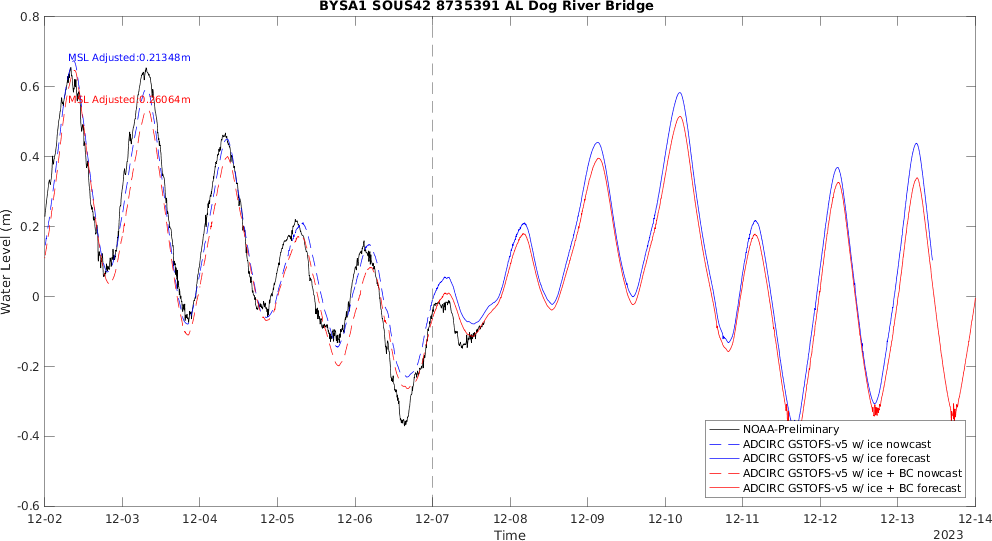 BYSA1 SOUS42 8735391 AL Dog River Bridge
MSL Adjusted:0.21348m
MSL Adjusted:0.26064m
Water Level (m)
0.8
0.6
0.4
0.2
0
-0.2
-0.4
-0.6
NOAA-Preliminary
ADCIRC GSTOFS-v5 w/ ice nowcast
ADCIRC GSTOFS-v5 w/ ice forecast
ADCIRC GSTOFS-v5 w/ ice + BC nowcast
ADCIRC GSTOFS-v5 w/ ice + BC forecast
12-02 12-03 12-04 12-05 12-06 12-07 12-08 12-09 12-10 12-11 12-12 12-13 12-14
Time
2023